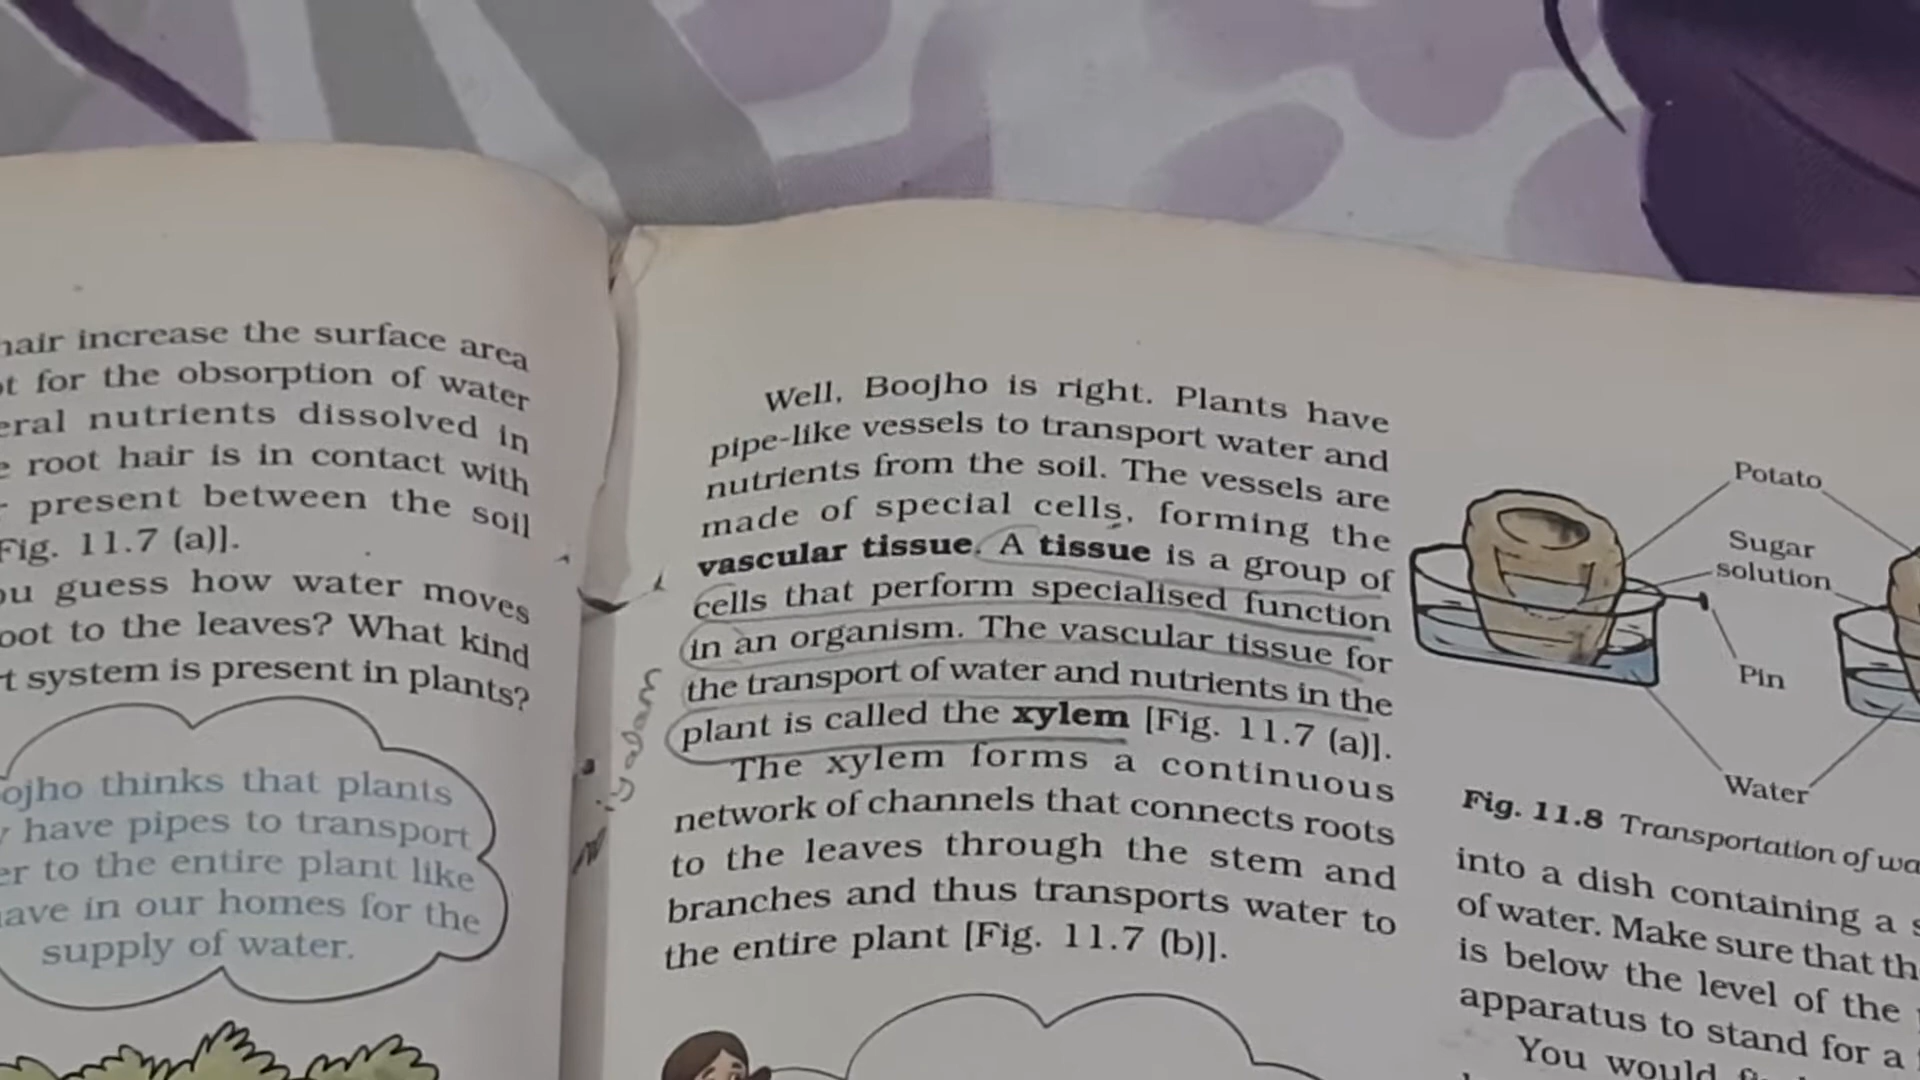 hair increase the surface area
for the obsorption of water
nutrients dissolved in
root hair is in contact with
present between the soil
Fig. 11.7 (a)].
guess how water moves
to the leaves? What kind
system is present in plants?
thinks that plants
have pipes to transport
to the entire plant like
in our homes for the
supply of water.
Well, Boojho is right. Plants have
pipe-like vessels to transport water and
nutrients from the soil. The vessels are
made of special cells, forming the
vascular tissue. A tissue is a group of
cells that perform specialised function
in an organism. The vascular tissue for
the transport of water and nutrients in the
plant is called the xylem [Fig. 11.7 (a)].
The xylem forms a continuous
network of channels that connects roots
to the leaves through the stem and
branches and thus transports water to
the entire plant [Fig. 11.7 (b)].
Potato
Sugar
solution
Pin
Water
Fig. 11.8 Transportation of
into a dish containing a
of water. Make sure that
is below the level of the
apparatus to stand for a
You would